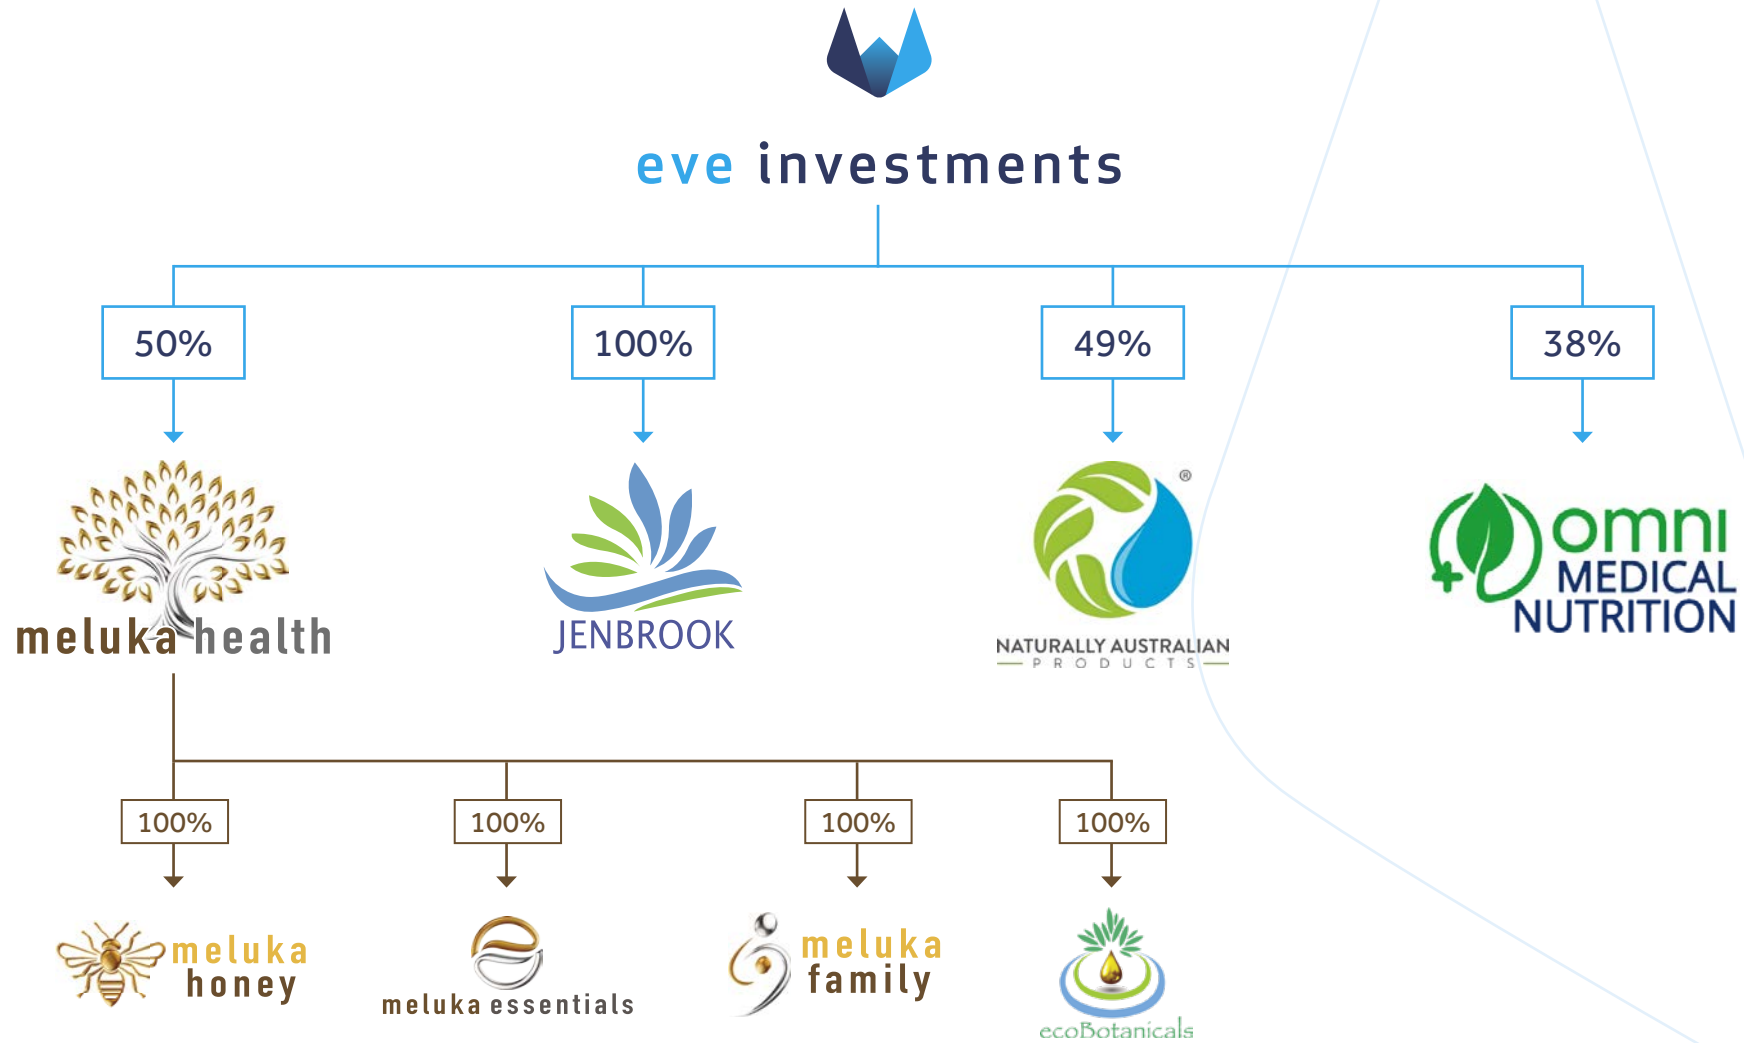 eve investments
50%
100%
49%
38%
meluka health
JENBROOK
®
NATURALLY AUSTRALIAN
PRODUCTS
omni
MEDICAL
NUTRITION
100%
100%
100%
100%
meluka
honey
meluka essentials
meluka
family
ecoBotanicals